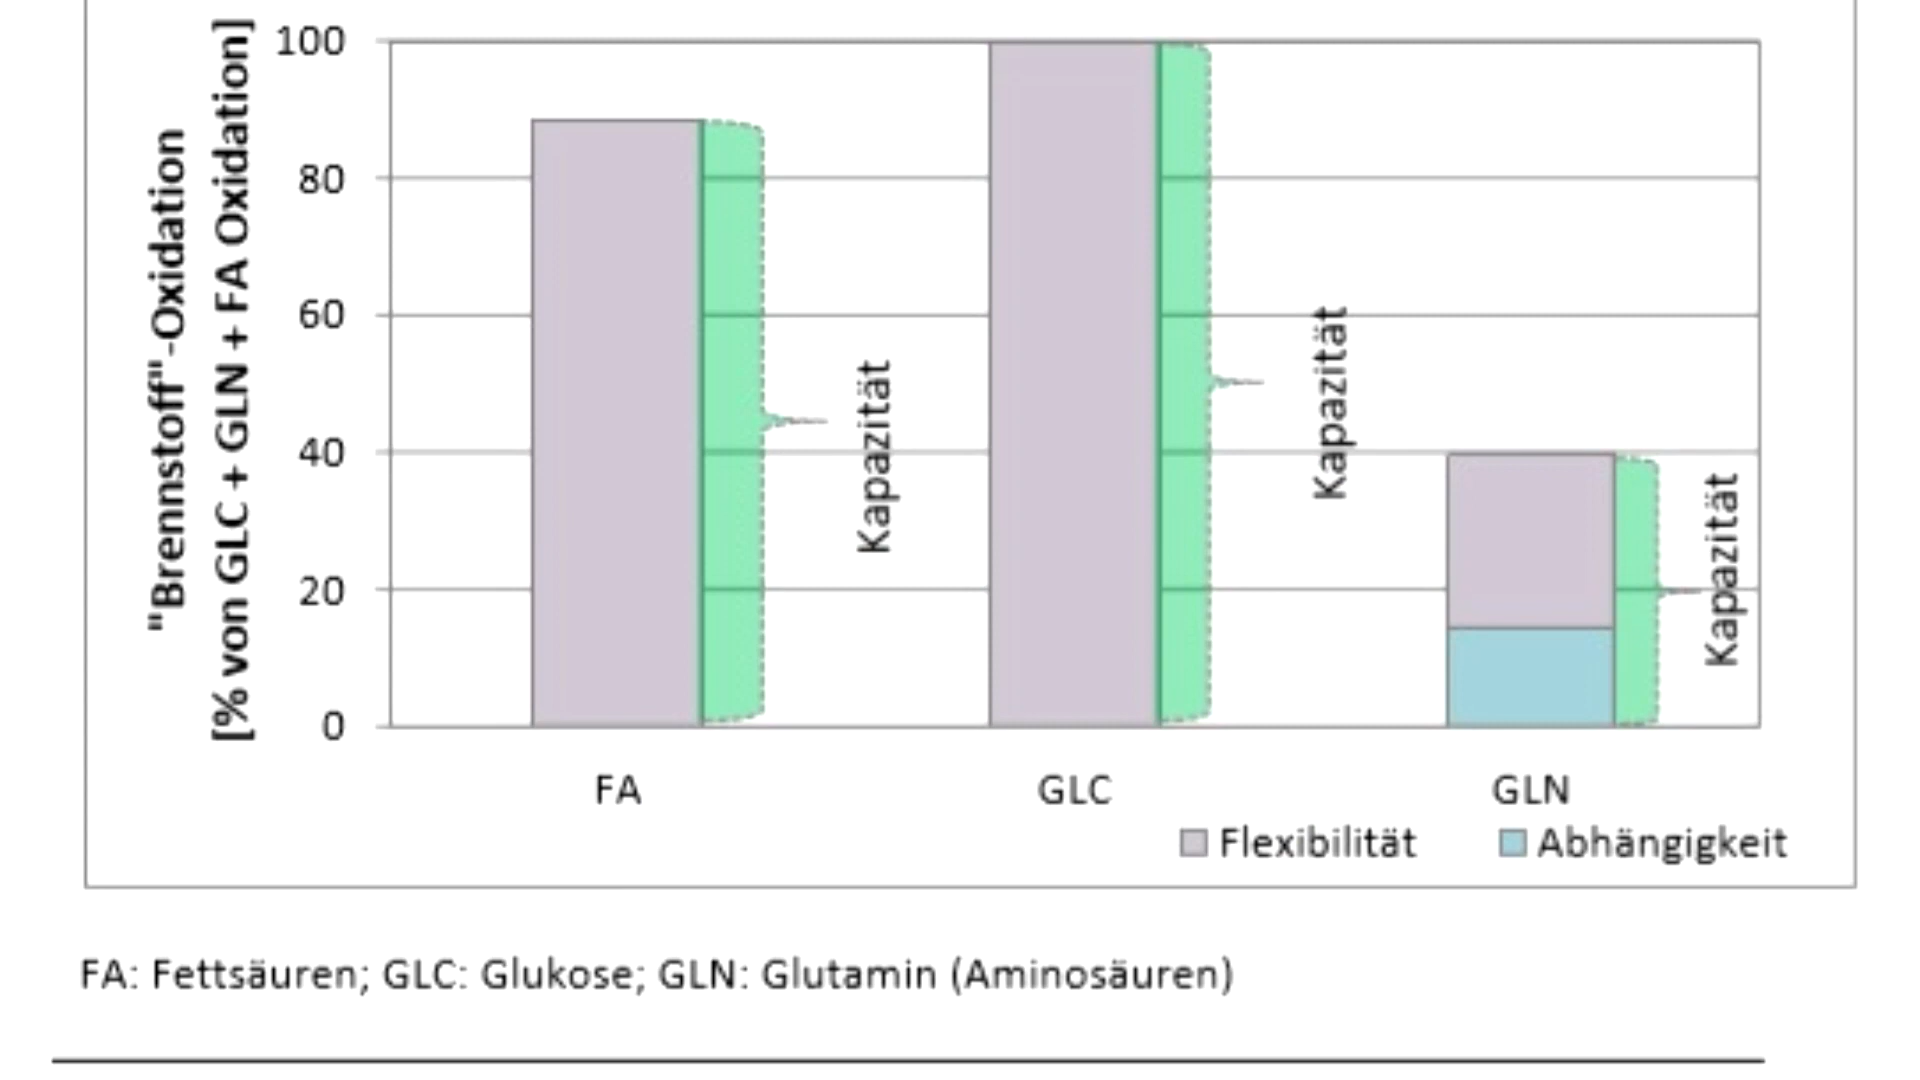 "Brennstoff"-Oxidation
[% von GLC + GLN + FA Oxidation]
100
80
60
40
20
0
Kapazität
Kapazität
Kapazität
FA
GLC
GLN
Flexibilität
Abhängigkeit
FA: Fettsäuren; GLC: Glukose; GLN: Glutamin (Aminosäuren)